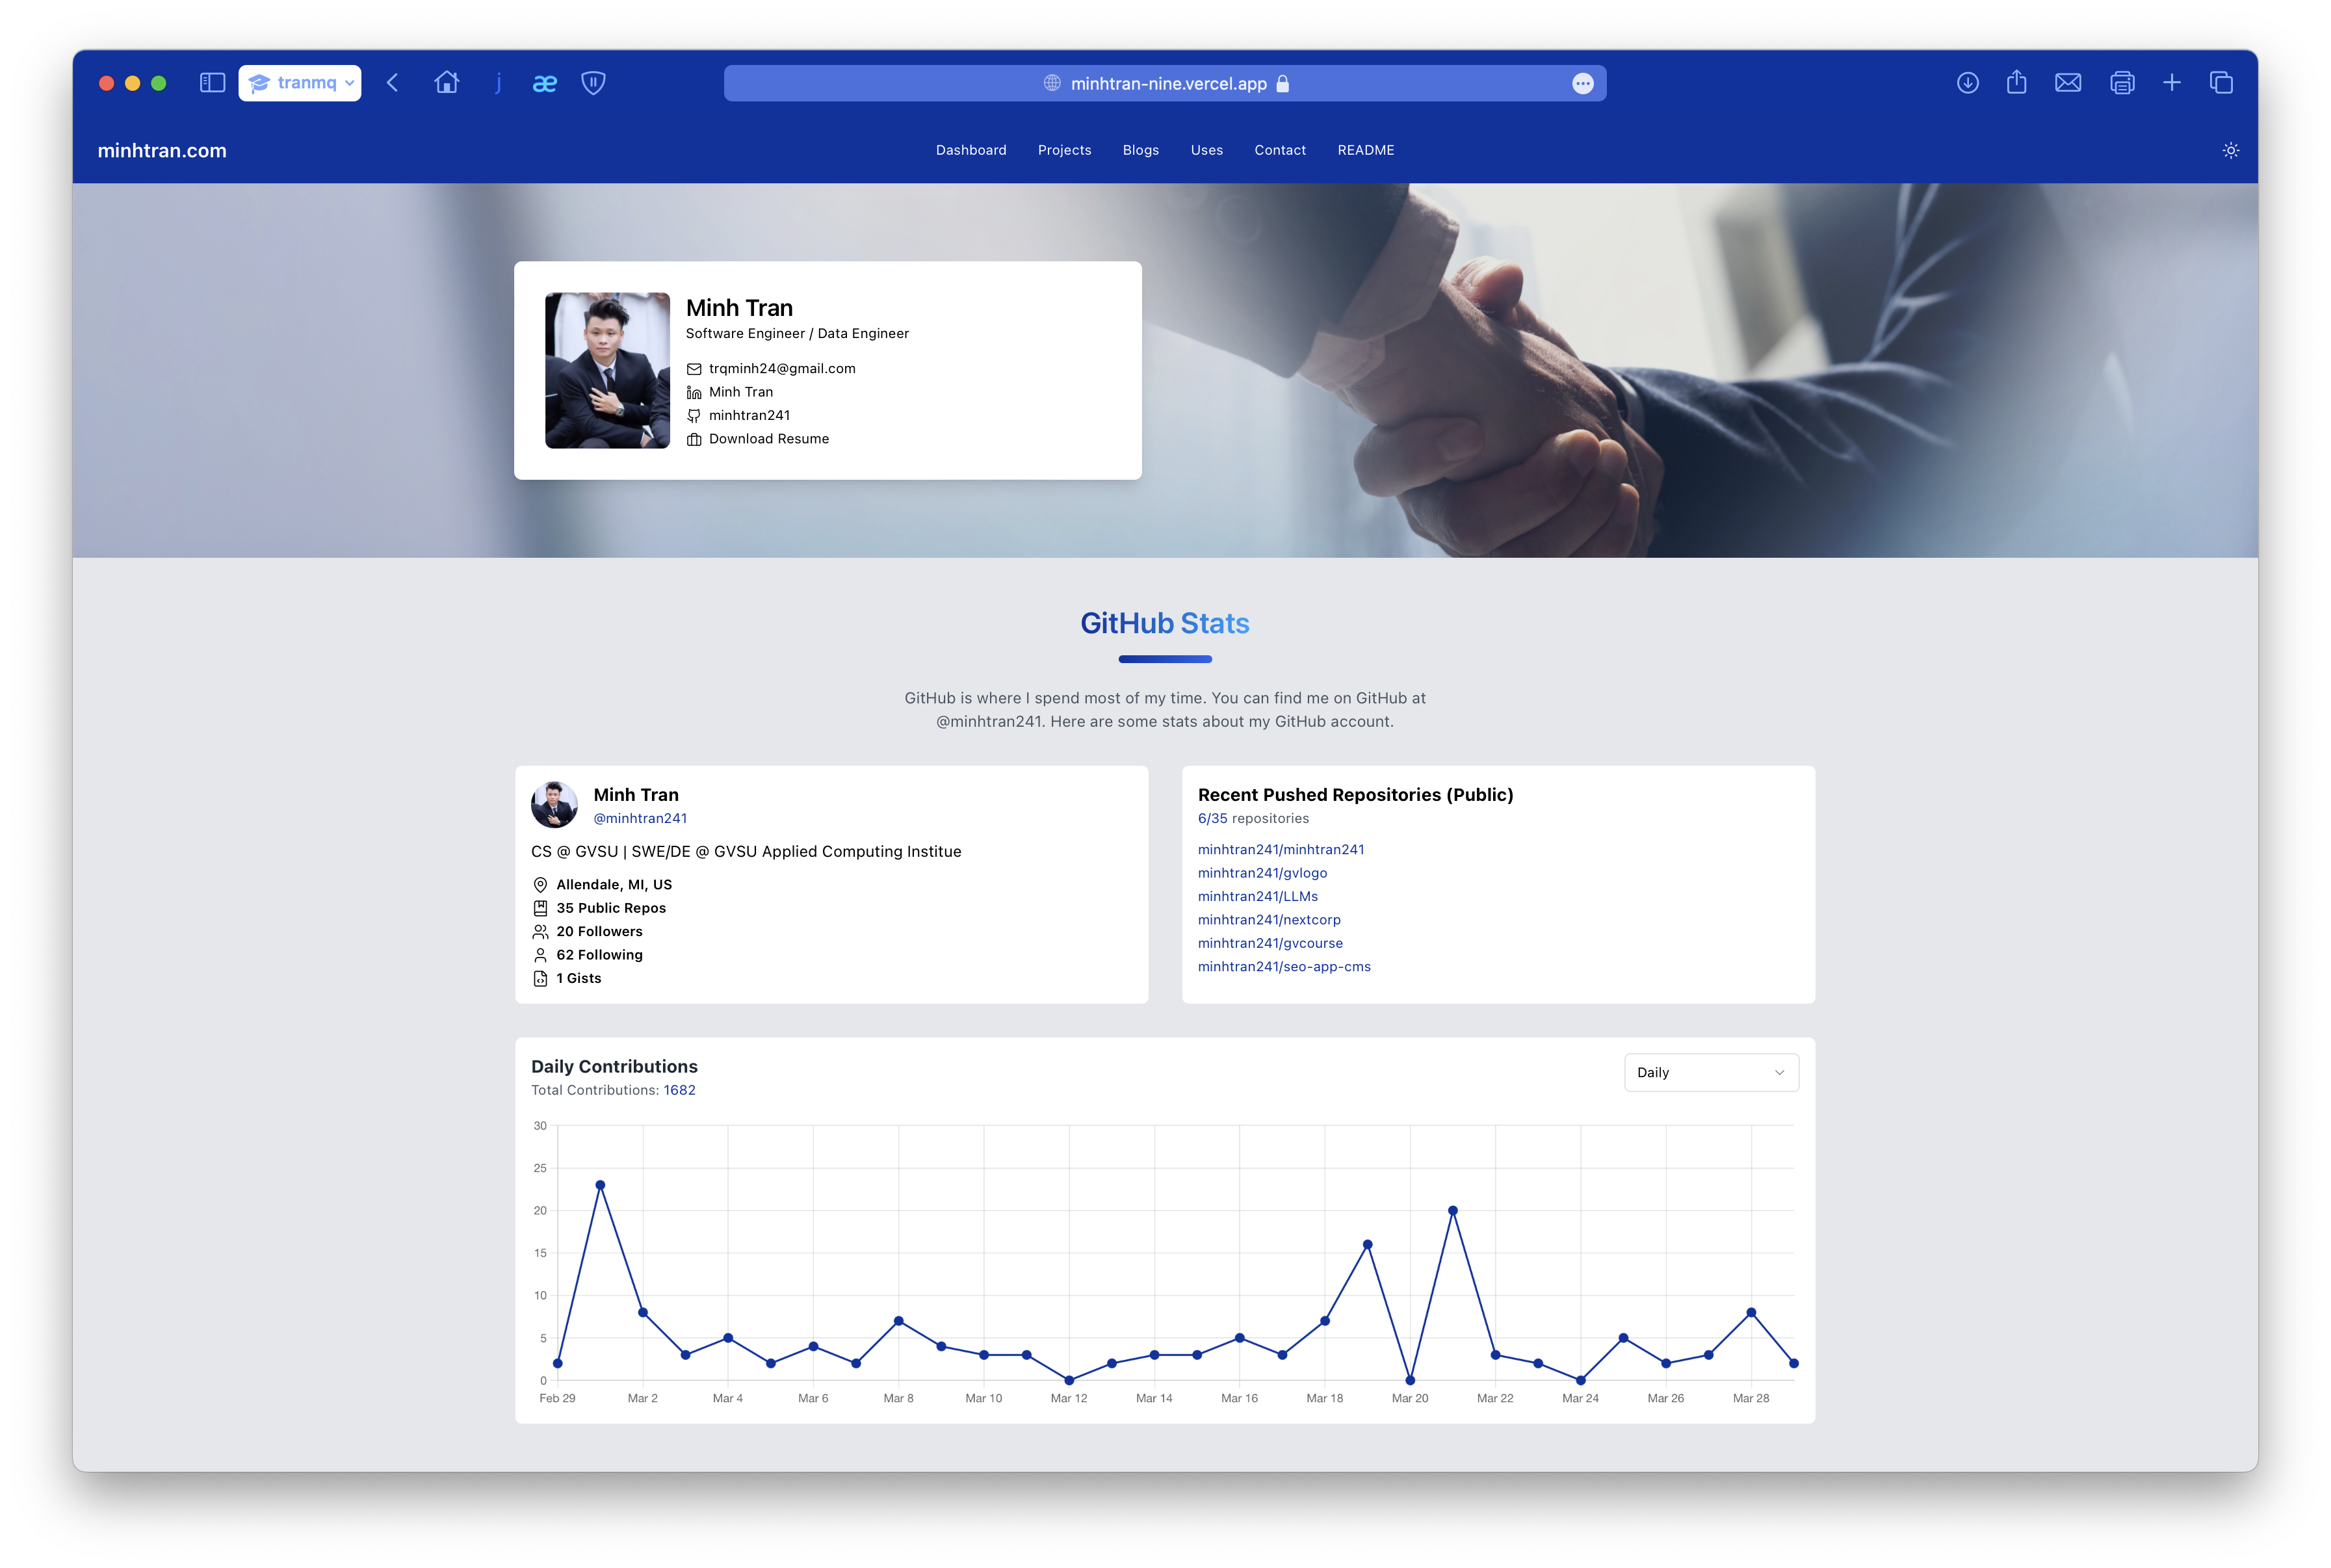 tranmq
j
æ
minhtran-nine.vercel.app
minhtran.com
Dashboard Projects Blogs Uses Contact README
Minh Tran
Software Engineer / Data Engineer
trqminh24@gmail.com
Minh Tran
minhtran241
Download Resume
GitHub Stats
GitHub is where I spend most of my time. You can find me on GitHub at
@minhtran241. Here are some stats about my GitHub account.
Minh Tran
@minhtran241
CS @ GVSU | SWE/DE @ GVSU Applied Computing Institue
Allendale, MI, US
35 Public Repos
20 Followers
62 Following
1 Gists
Recent Pushed Repositories (Public)
6/35 repositories
minhtran241/minhtran241
minhtran241/gvlogo
minhtran241/LLMs
minhtran241/nextcorp
minhtran241/gvcourse
minhtran241/seo-app-cms
Daily Contributions
Total Contributions: 1682
Daily
30
25
20
15
10
5
0
Feb 29 Mar 2 Mar 4 Mar 6 Mar 8 Mar 10 Mar 12 Mar 14 Mar 16 Mar 18 Mar 20 Mar 22 Mar 24 Mar 26 Mar 28